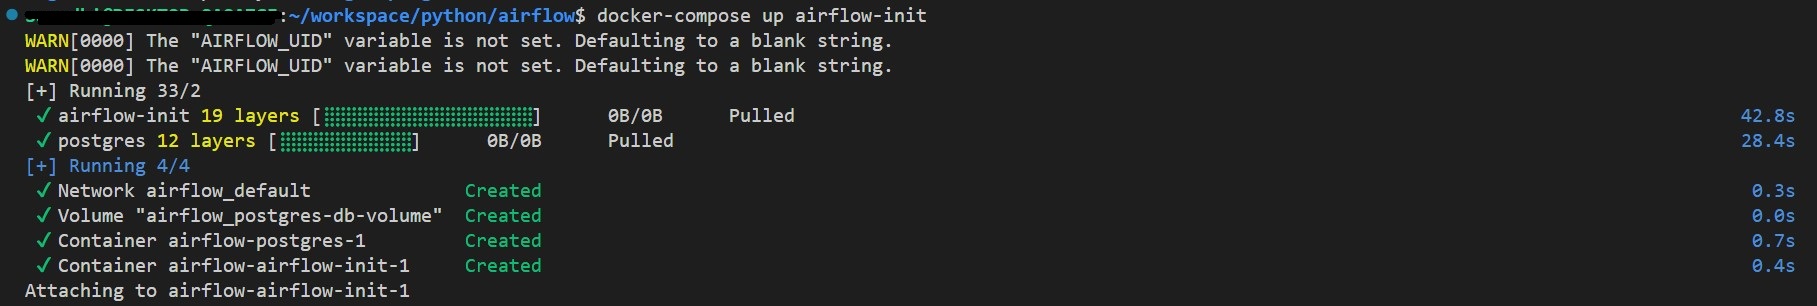 :~/workspace/python/airflow$ docker-compose up airflow-init
WARN[0000] The "AIRFLOW_UID" variable is not set. Defaulting to a blank string.
WARN[0000] The "AIRFLOW_UID" variable is not set. Defaulting to a blank string.
[+] Running 33/2
✓ airflow-init 19 layers [⣿⣿⣿⣿⣿⣿⣿⣿⣿⣿⣿⣿⣿⣿⣿⣿⣿⣿⣿] 0B/0B Pulled 42.8s
✓ postgres 12 layers [⣿⣿⣿⣿⣿⣿⣿⣿⣿⣿⣿⣿] 0B/0B Pulled 28.4s
[+] Running 4/4
✓ Network airflow_default Created 0.3s
✓ Volume "airflow_postgres-db-volume" Created 0.0s
✓ Container airflow-postgres-1 Created 0.7s
✓ Container airflow-airflow-init-1 Created 0.4s
Attaching to airflow-airflow-init-1